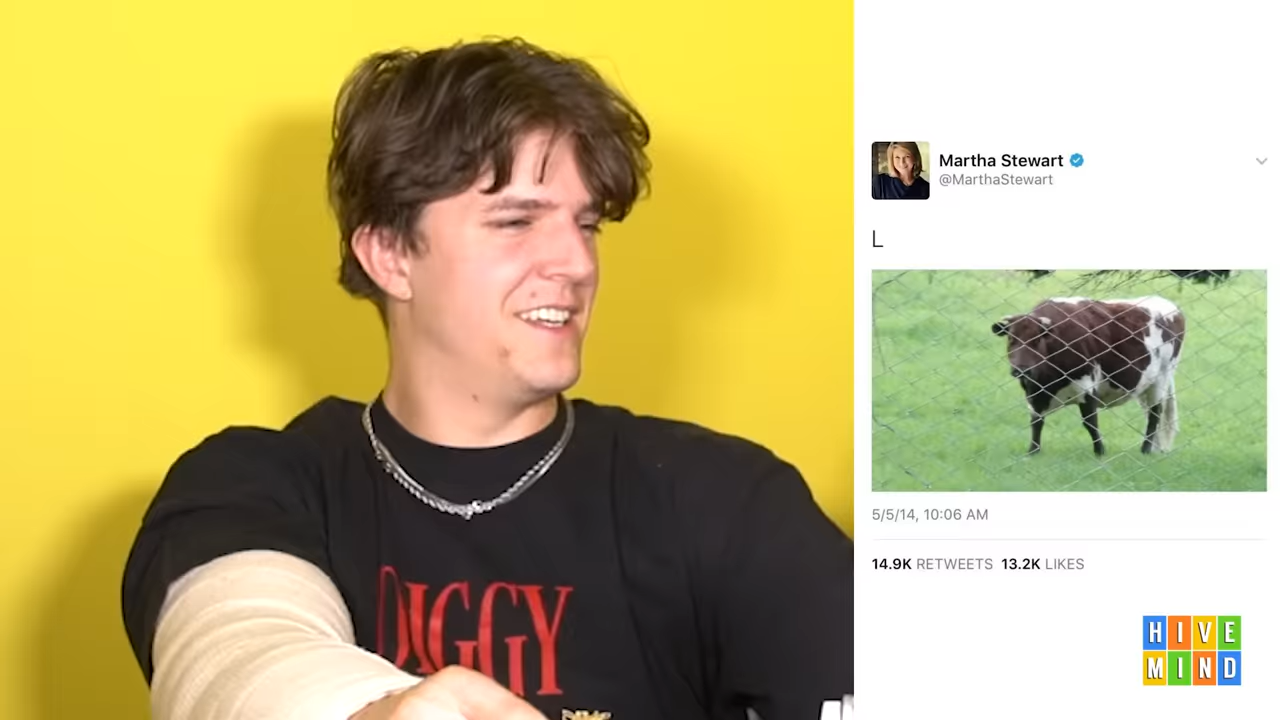 DIGGY
Martha Stewart
@MarthaStewart
L
5/5/14, 10:06 AM
14.9K RETWEETS 13.2K LIKES
HIVE
MIND